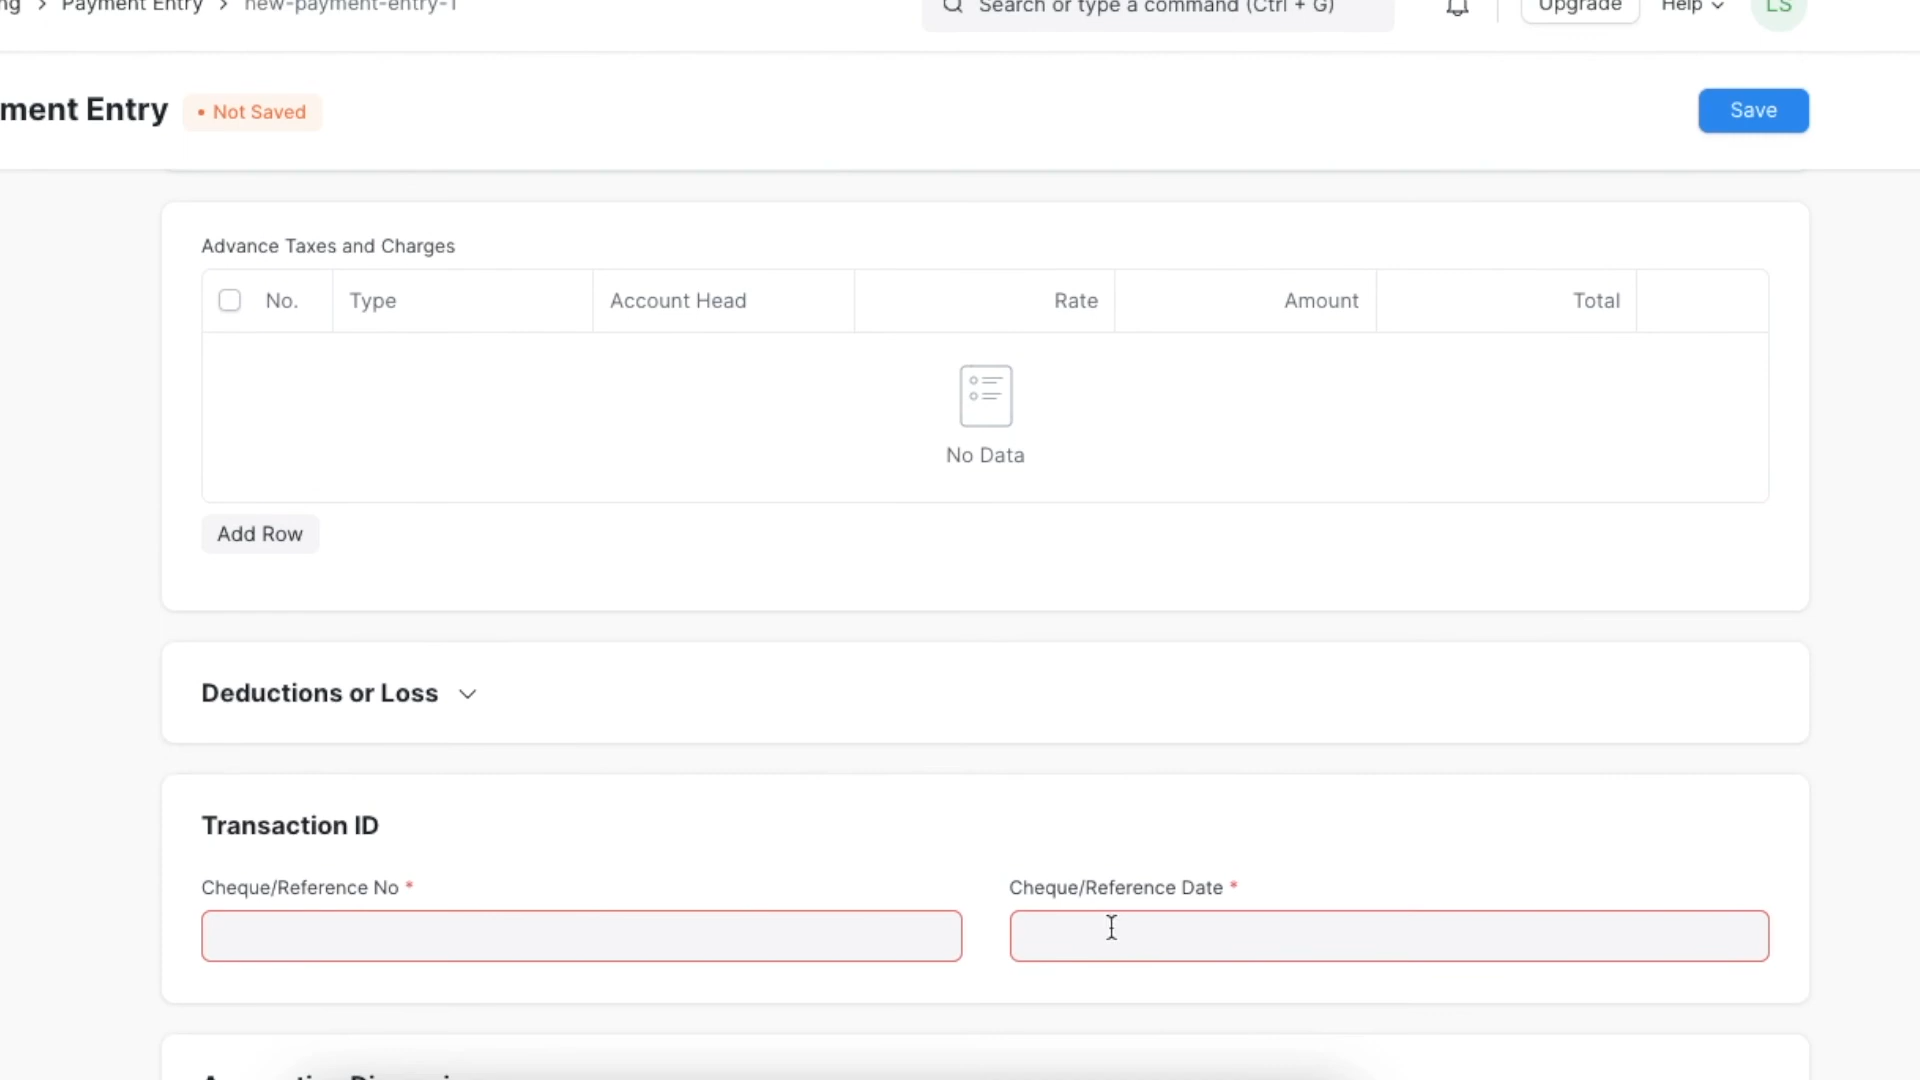 ng > Payment Entry > new-payment-entry-1
Search or type a command (Ctrl + G)
Upgrade
Help
LS
ment Entry
• Not Saved
Save
Advance Taxes and Charges
No. Type Account Head Rate Amount Total
No Data
Add Row
Deductions or Loss
Transaction ID
Cheque/Reference No *
Cheque/Reference Date *